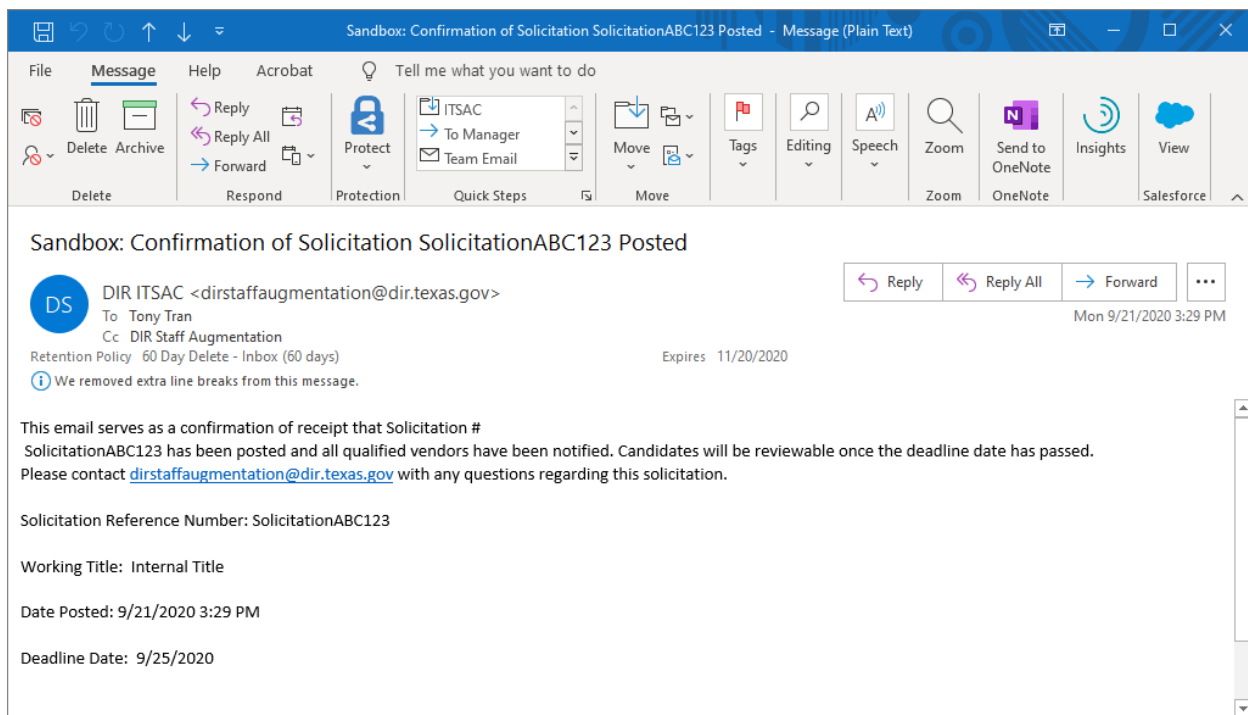 Sandbox: Confirmation of Solicitation SolicitationABC123 Posted - Message (Plain Text)
File Message Help Acrobat Tell me what you want to do
Delete Archive
Reply
Reply All
Forward
Protect
ITSAC
To Manager
Team Email
Move
Tags
Editing
Speech
Zoom
Send to
OneNote
Insights
View
Delete Respond Protection Quick Steps Move Zoom OneNote Salesforce
Sandbox: Confirmation of Solicitation SolicitationABC123 Posted
DS
DIR ITSAC <dirstaffaugmentation@dir.texas.gov>
Reply Reply All Forward
To Tony Tran
Mon 9/21/2020 3:29 PM
Cc DIR Staff Augmentation
Retention Policy 60 Day Delete - Inbox (60 days) Expires 11/20/2020
We removed extra line breaks from this message.
This email serves as a confirmation of receipt that Solicitation #
SolicitationABC123 has been posted and all qualified vendors have been notified. Candidates will be reviewable once the deadline date has passed.
Please contact dirstaffaugmentation@dir.texas.gov with any questions regarding this solicitation.
Solicitation Reference Number: SolicitationABC123
Working Title: Internal Title
Date Posted: 9/21/2020 3:29 PM
Deadline Date: 9/25/2020